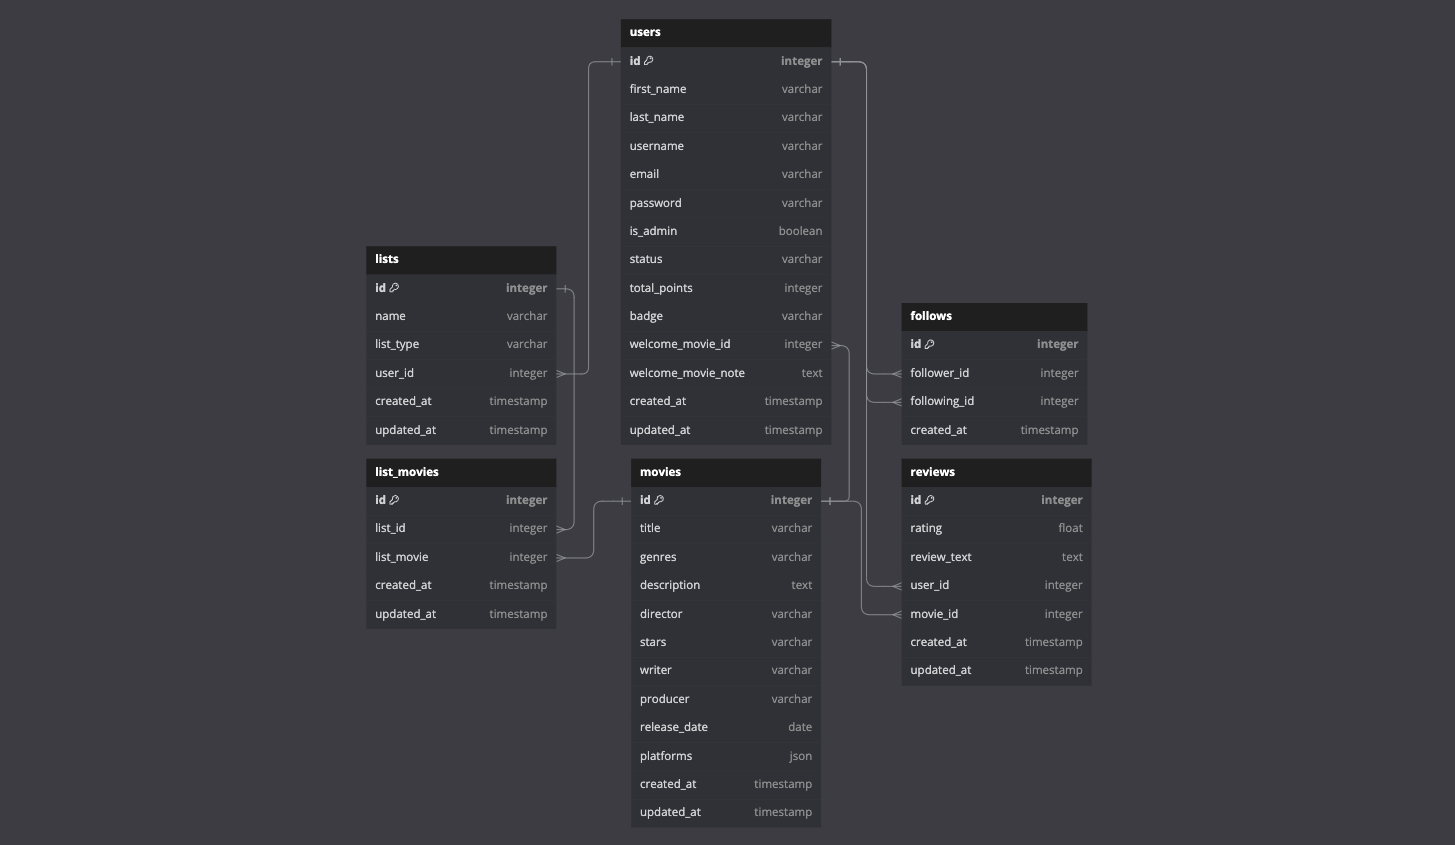 users
id integer
first_name varchar
last_name varchar
username varchar
email varchar
password varchar
is_admin boolean
status varchar
total_points integer
badge varchar
welcome_movie_id integer
welcome_movie_note text
created_at timestamp
updated_at timestamp
lists
id integer
name varchar
list_type varchar
user_id integer
created_at timestamp
updated_at timestamp
follows
id integer
follower_id integer
following_id integer
created_at timestamp
list_movies
id integer
list_id integer
list_movie integer
created_at timestamp
updated_at timestamp
movies
id integer
title varchar
genres varchar
description text
director varchar
stars varchar
writer varchar
producer varchar
release_date date
platforms json
created_at timestamp
updated_at timestamp
reviews
id integer
rating float
review_text text
user_id integer
movie_id integer
created_at timestamp
updated_at timestamp